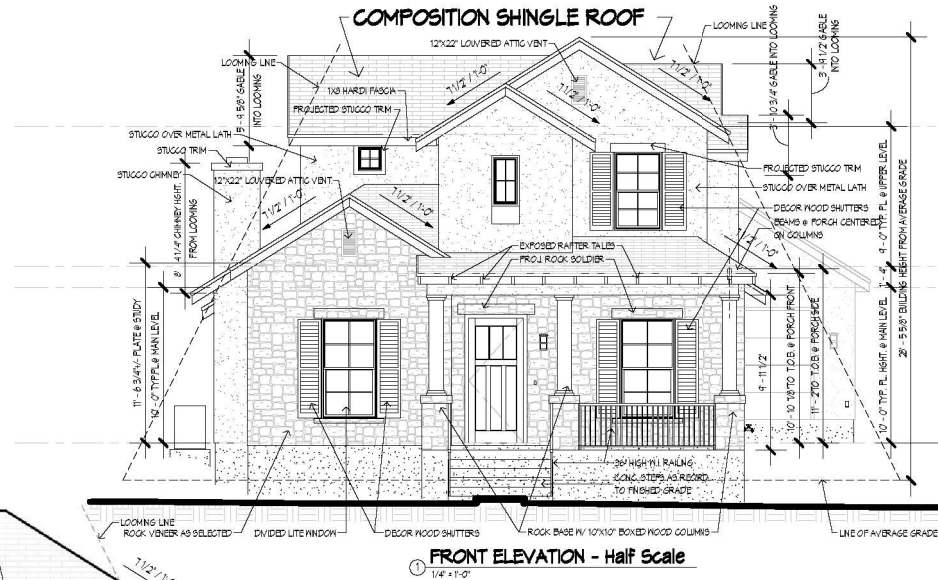 COMPOSITION SHINGLE ROOF
LOOMING LINE
12"X22" LOUVERED ATTIC VENT
LOOMING LINE
7 1/2" / 1'-0"
7 1/2" / 1'-0"
7 1/2" / 1'-0"
1X8 HARDI FASCIA
PROJECTED STUCCO TRIM
5'- 9 5/8" GABLE
INTO LOOMING
3'- 10 3/4" GABLE INTO LOOMING
3'- 9 1/2" GABLE
INTO LOOMING
STUCCO OVER METAL LATH
STUCCO TRIM
STUCCO CHIMNEY
12"X22" LOUVERED ATTIC VENT
7 1/2" / 1'-0"
7 1/2" / 1'-0"
PROJECTED STUCCO TRIM
STUCCO OVER METAL LATH
DECOR WOOD SHUTTERS
BEAMS @ PORCH CENTERED
ON COLUMNS
8' 4 1/4" CHIMNEY HGHT.
FROM LOOMING
EXPOSED RAFTER TALES
PROJ. ROCK SOLDIER
11'- 6 3/4"+/- PLATE @ STUDY
10'- 0" TYP. PL @ MAIN LEVEL
9'- 11 1/2"
10'- 10 7/8 TO T.O.B. @ PORCH FRONT
11'- 2" TO T.O.B. @ PORCH SIDE
10'- 0" TYP. PL. HGHT. @ MAIN LEVEL
1'- 4"
9'- 0" TYP. PL @ UPPER LEVEL
29'- 5 5/8" BUILDING HEIGHT FROM AVERAGE GRADE
36" HIGH W.I. RAILING
CONC. STEPS AS REQRD
TO FINISHED GRADE
LOOMING LINE
ROCK VENEER AS SELECTED
DIVIDED LITE WINDOW
DECOR WOOD SHUTTERS
ROCK BASE W/ 10"X10" BOXED WOOD COLUMNS
LINE OF AVERAGE GRADE
1
FRONT ELEVATION - Half Scale
1/4" = 1'-0"